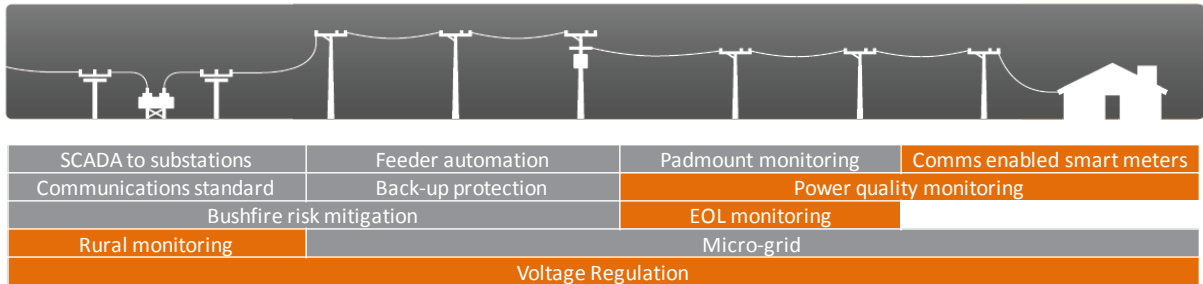 SCADA to substations Feeder automation Padmount monitoring Comms enabled smart meters
Communications standard Back-up protection Power quality monitoring
Bushfire risk mitigation EOL monitoring
Rural monitoring Micro-grid
Voltage Regulation